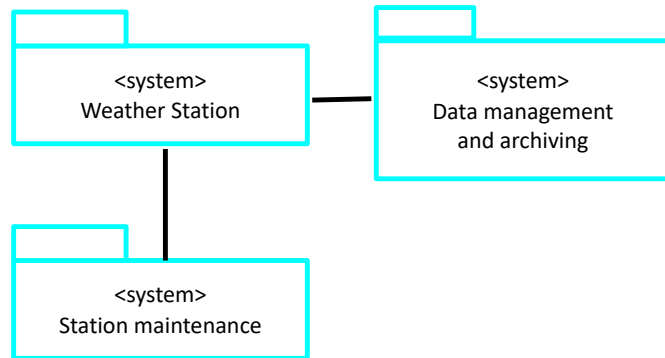 <system>
Weather Station
<system>
Data management
and archiving
<system>
Station maintenance